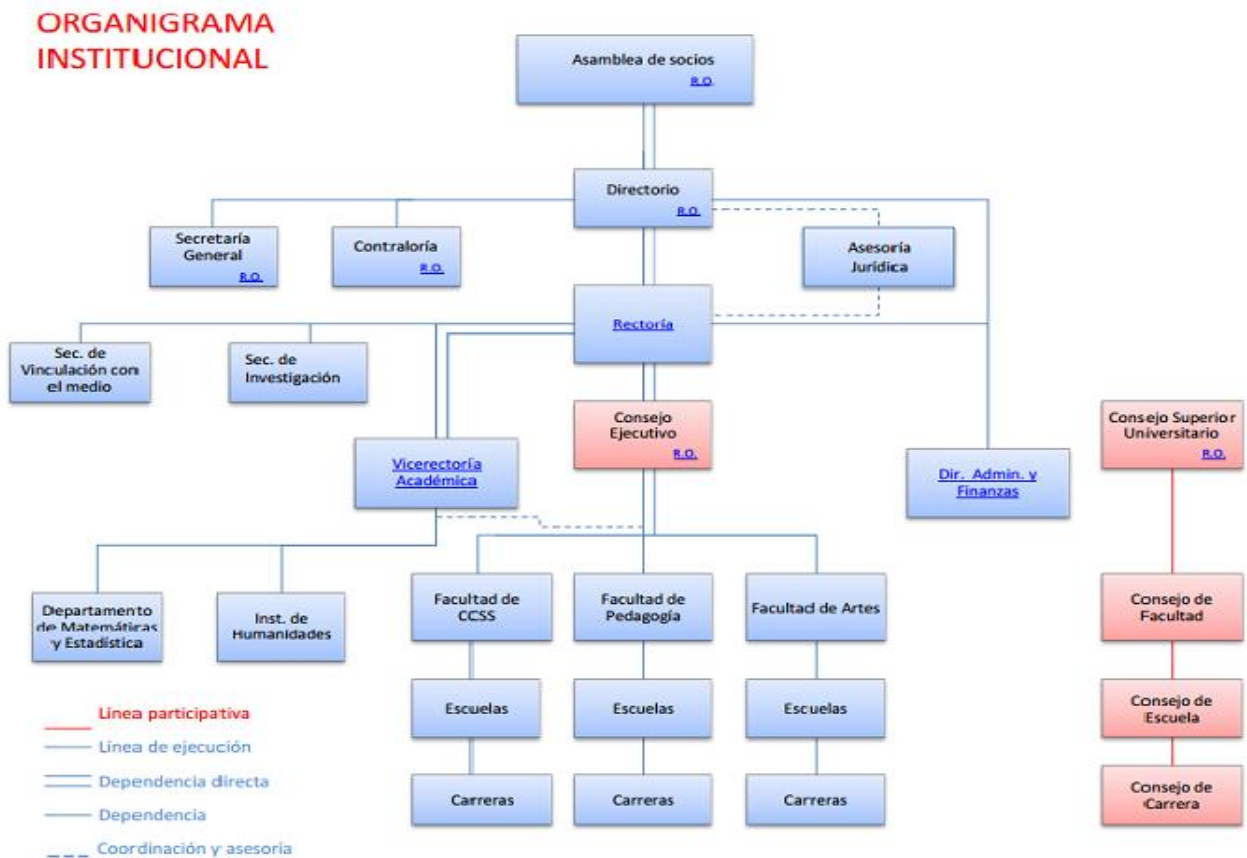 ORGANIGRAMA
INSTITUCIONAL
Asamblea de socios
R.O.
Directorio
R.O.
Secretaría
General
R.O.
Contraloría
R.O.
Asesoría
Jurídica
Rectoría
Sec. de
Vinculación con
el medio
Sec. de
Investigación
Consejo
Ejecutivo
R.O.
Consejo Superior
Universitario
R.O.
Vicerectoría
Académica
Dir. Admin. y
Finanzas
Departamento
de Matemáticas
y Estadística
Inst. de
Humanidades
Facultad de
CCSS
Facultad de
Pedagogía
Facultad de Artes
Consejo de
Facultad
Escuelas
Escuelas
Escuelas
Consejo de
Escuela
Carreras
Carreras
Carreras
Consejo de
Carrera
Línea participativa
Línea de ejecución
Dependencia directa
Dependencia
Coordinación y asesoría